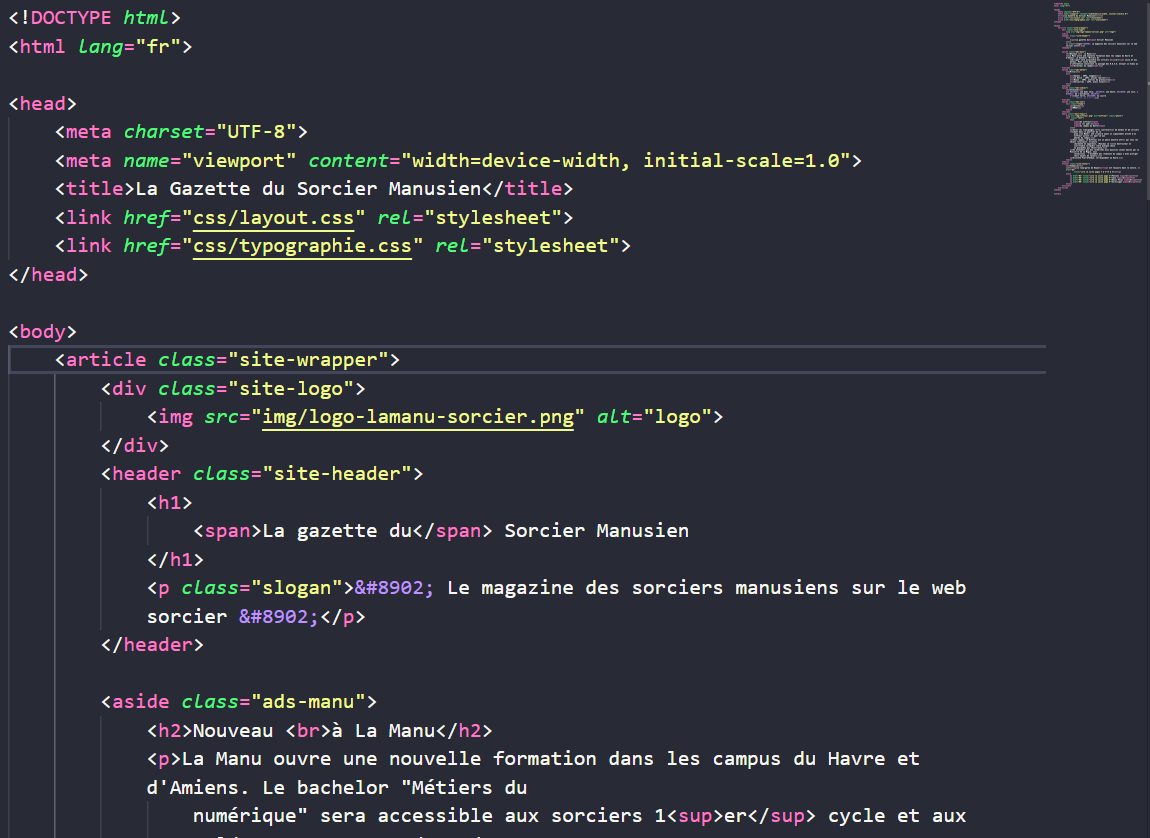 <!DOCTYPE html>
<html lang="fr">
<head>
<meta charset="UTF-8">
<meta name="viewport" content="width=device-width, initial-scale=1.0">
<title>La Gazette du Sorcier Manusien</title>
<link href="css/layout.css" rel="stylesheet">
<link href="css/typographie.css" rel="stylesheet">
</head>
<body>
<article class="site-wrapper">
<div class="site-logo">
<img src="img/logo-lamanu-sorcier.png" alt="logo">
</div>
<header class="site-header">
<h1>
<span>La gazette du</span> Sorcier Manusien
</h1>
<p class="slogan">&#8902; Le magazine des sorciers manusiens sur le web
sorcier &#8902;</p>
</header>
<aside class="ads-manu">
<h2>Nouveau <br>à La Manu</h2>
<p>La Manu ouvre une nouvelle formation dans les campus du Havre et
d'Amiens. Le bachelor "Métiers du
numérique" sera accessible aux sorciers 1<sup>er</sup> cycle et aux